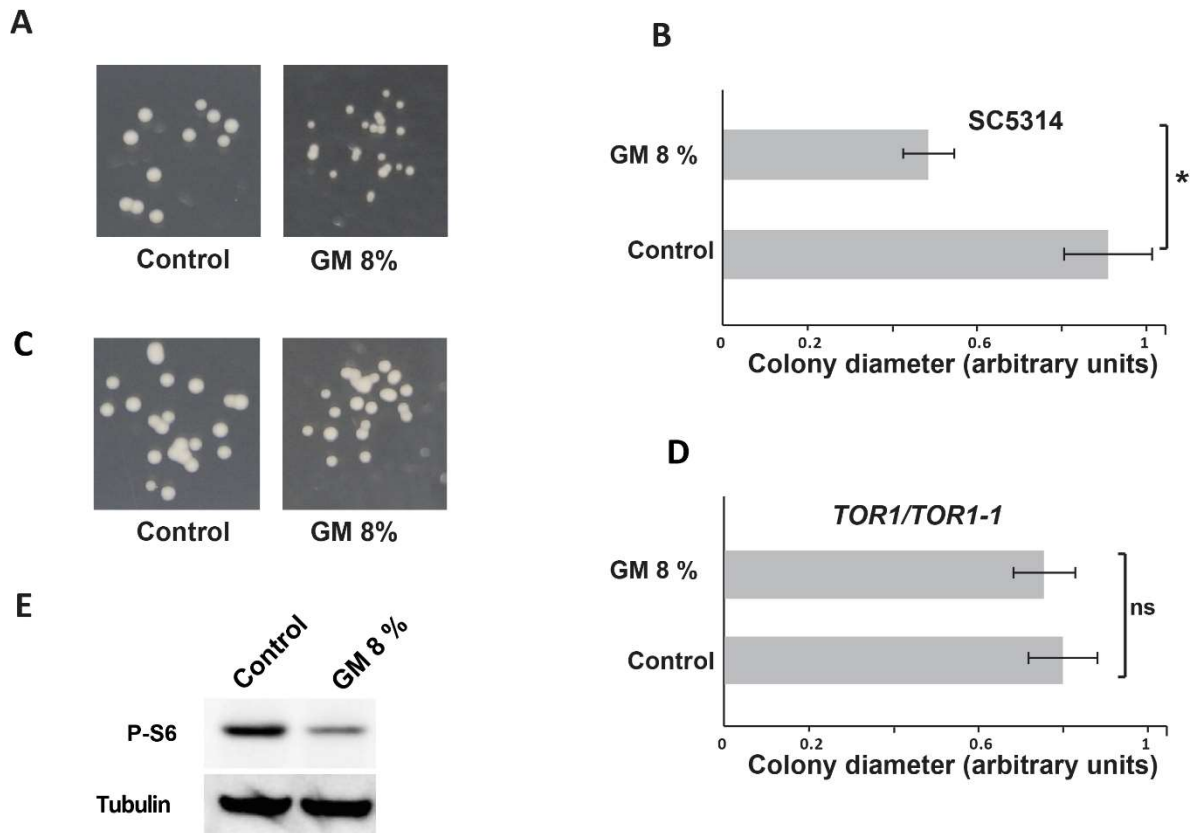 A
Control
GM 8%
B
SC5314
GM 8 %
*
Control
0
0.2
0.6
1
Colony diameter (arbitrary units)
C
Control
GM 8%
D
TOR1/TOR1-1
GM 8 %
ns
Control
0
0.2
0.6
1
Colony diameter (arbitrary units)
E
Control
GM 8 %
P-S6
Tubulin